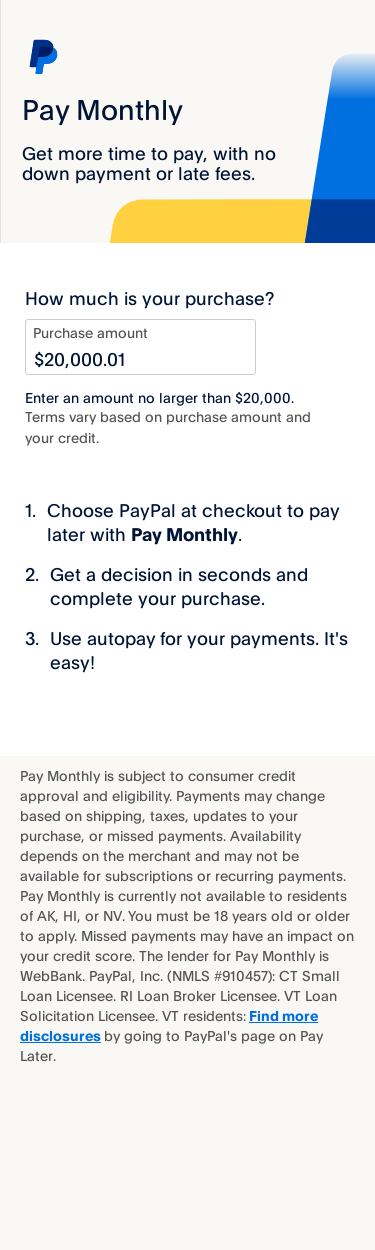 Pay Monthly
Get more time to pay, with no
down payment or late fees.
How much is your purchase?
Purchase amount
$20,000.01
Enter an amount no larger than $20,000.
Terms vary based on purchase amount and
your credit.
1. Choose PayPal at checkout to pay
later with Pay Monthly.
2. Get a decision in seconds and
complete your purchase.
3. Use autopay for your payments. It's
easy!
Pay Monthly is subject to consumer credit
approval and eligibility. Payments may change
based on shipping, taxes, updates to your
purchase, or missed payments. Availability
depends on the merchant and may not be
available for subscriptions or recurring payments.
Pay Monthly is currently not available to residents
of AK, HI, or NV. You must be 18 years old or older
to apply. Missed payments may have an impact on
your credit score. The lender for Pay Monthly is
WebBank. PayPal, Inc. (NMLS #910457): CT Small
Loan Licensee. RI Loan Broker Licensee. VT Loan
Solicitation Licensee. VT residents: Find more
disclosures by going to PayPal's page on Pay
Later.